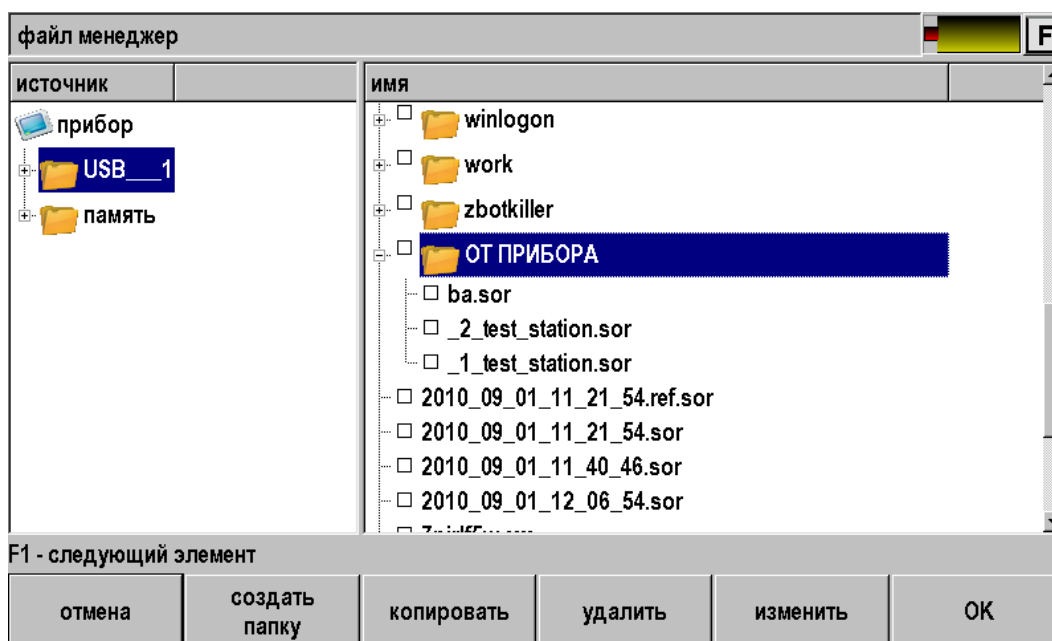 файл менеджер
F
источник
имя
прибор
USB___1
память
winlogon
work
zbotkiller
ОТ ПРИБОРА
ba.sor
_2_test_station.sor
_1_test_station.sor
2010_09_01_11_21_54.ref.sor
2010_09_01_11_21_54.sor
2010_09_01_11_40_46.sor
2010_09_01_12_06_54.sor
F1 - следующий элемент
отмена
создать
папку
копировать
удалить
изменить
OK